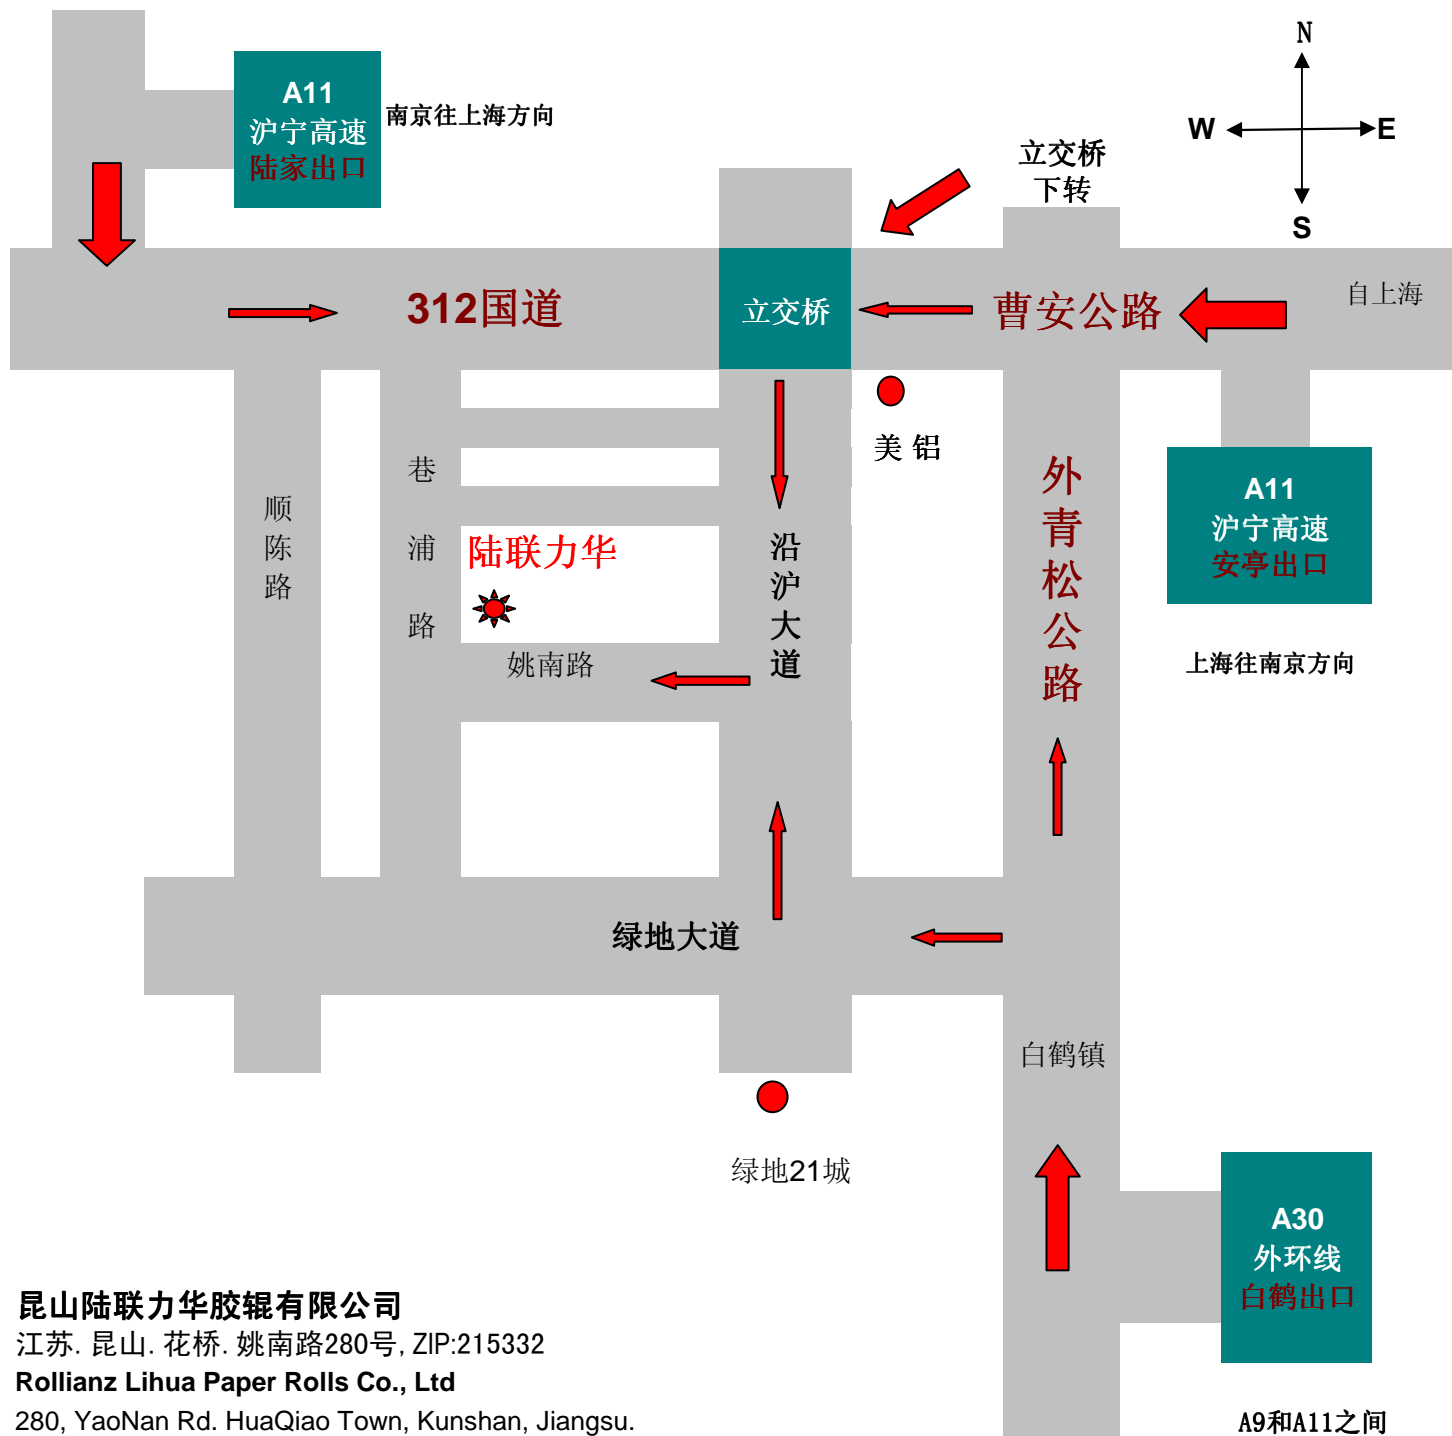 N
W
E
S
A11
沪宁高速
陆家出口
南京往上海方向
立交桥
下转
312国道
立交桥
曹安公路
自上海
美 铝
顺陈路
巷浦路
陆联力华
沿沪大道
姚南路
外青松公路
A11
沪宁高速
安亭出口
上海往南京方向
绿地大道
白鹤镇
绿地21城
A30
外环线
白鹤出口
A9和A11之间
昆山陆联力华胶辊有限公司
江苏. 昆山. 花桥. 姚南路280号, ZIP:215332
Rollianz Lihua Paper Rolls Co., Ltd
280, YaoNan Rd. HuaQiao Town, Kunshan, Jiangsu.